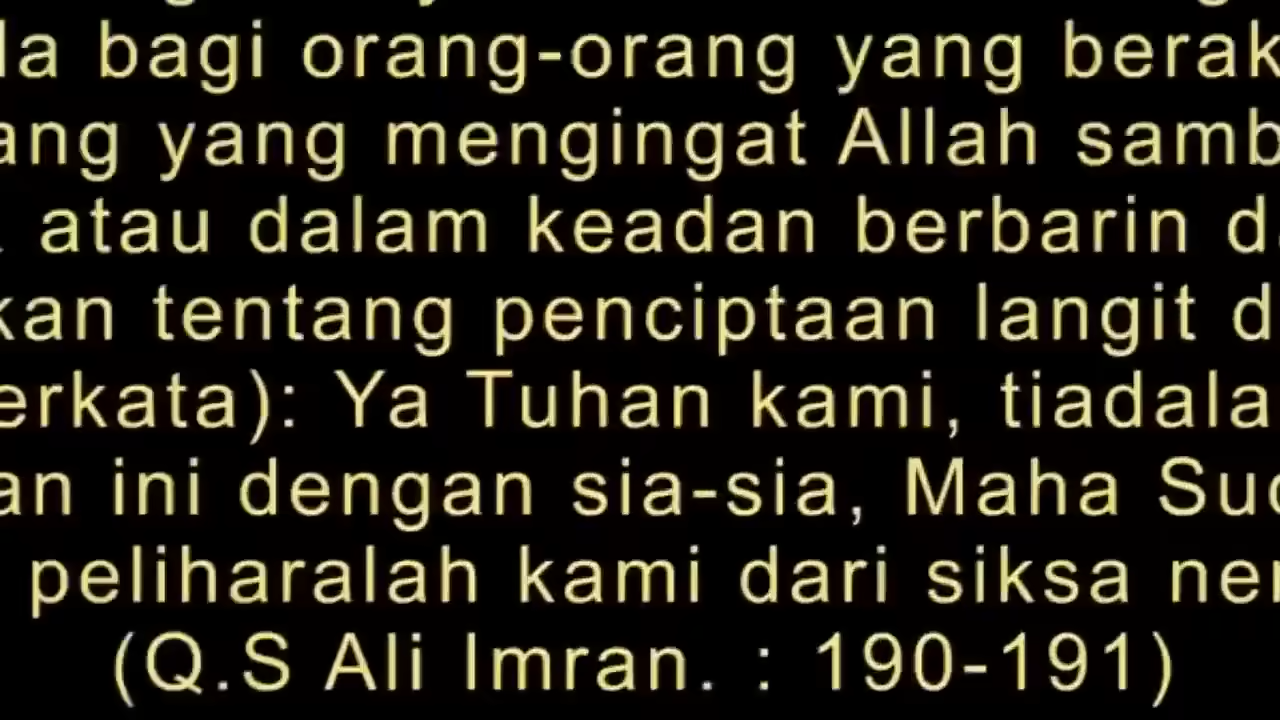 la bagi orang-orang yang berak
ang yang mengingat Allah samb
atau dalam keadan berbarin d
kan tentang penciptaan langit d
erkata): Ya Tuhan kami, tiadala
an ini dengan sia-sia, Maha Suc
peliharalah kami dari siksa ner
(Q.S Ali Imran. : 190-191)